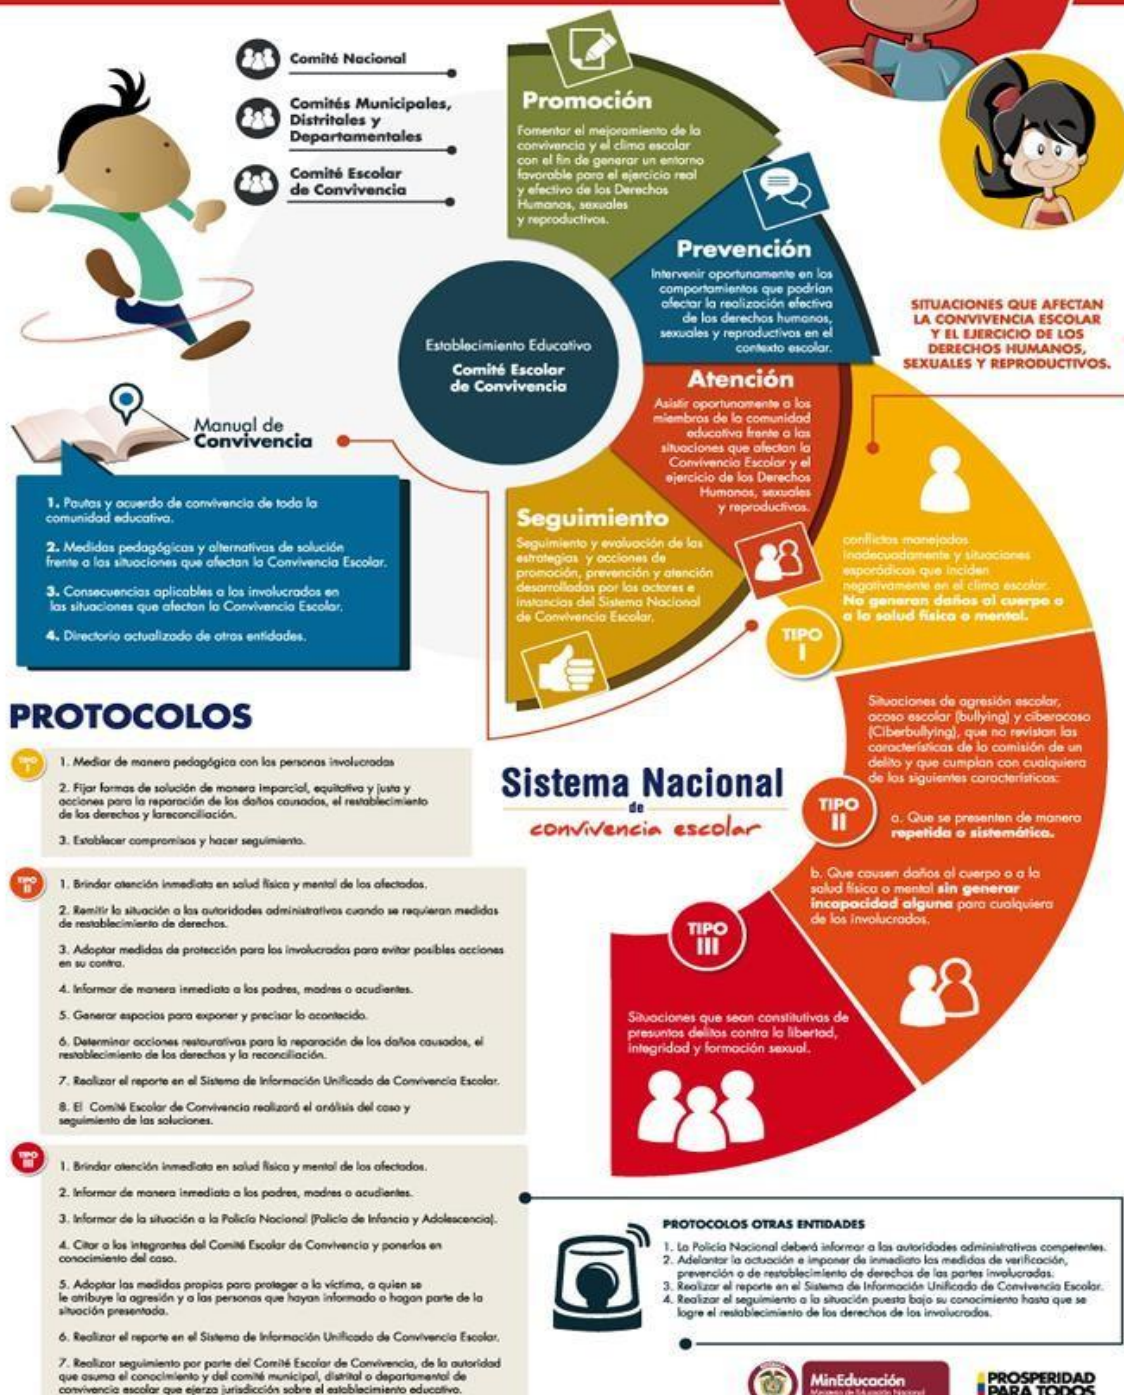 Comité Nacional
Comités Municipales,
Distritales y
Departamentales
Comité Escolar
de Convivencia
Promoción
Fomentar el mejoramiento de la
convivencia y el clima escolar
con el fin de generar un entorno
favorable para el ejercicio real
y efectivo de los Derechos
Humanos, sexuales
y reproductivos.
Prevención
Intervenir oportunamente en los
comportamientos que podrían
afectar la realización efectiva
de los derechos humanos,
sexuales y reproductivos en el
contexto escolar.
SITUACIONES QUE AFECTAN
LA CONVIVENCIA ESCOLAR
Y EL EJERCICIO DE LOS
DERECHOS HUMANOS,
SEXUALES Y REPRODUCTIVOS.
Establecimiento Educativo
Comité Escolar
de Convivencia
Atención
Asistir oportunamente a los
miembros de la comunidad
educativa frente a las
situaciones que afectan la
Convivencia Escolar y el
ejercicio de los Derechos
Humanos, sexuales
y reproductivos.
Manual de
Convivencia
1. Pautas y acuerdo de convivencia de toda la
comunidad educativa.
2. Medidas pedagógicas y alternativas de solución
frente a las situaciones que afectan la Convivencia Escolar.
3. Consecuencias aplicables a los involucrados en
las situaciones que afectan la Convivencia Escolar.
4. Directorio actualizado de otras entidades.
Seguimiento
Seguimiento y evaluación de las
estrategias y acciones de
promoción, prevención y atención
desarrolladas por los actores e
instancias del Sistema Nacional
de Convivencia Escolar.
conflictos manejados
inadecuadamente y situaciones
esporádicas que inciden
negativamente en el clima escolar.
No generan daños al cuerpo o
a la salud física o mental.
TIPO
I
Situaciones de agresión escolar,
acoso escolar (bullying) y ciberacoso
(Ciberbullying), que no revistan las
características de la comisión de un
delito y que cumplan con cualquiera
de los siguientes características:
TIPO
II
a. Que se presenten de manera
repetida o sistemática.
b. Que causen daños al cuerpo o a la
salud física o mental sin generar
incapacidad alguna para cualquiera
de los involucrados.
TIPO
III
Situaciones que sean constitutivas de
presuntos delitos contra la libertad,
integridad y formación sexual.
Sistema Nacional
de
convivencia escolar
PROTOCOLOS
TIPO
I
1. Mediar de manera pedagógica con las personas involucradas
2. Fijar formas de solución de manera imparcial, equitativa y justa y
acciones para la reparación de los daños causados, el restablecimiento
de los derechos y lareconciliación.
3. Establecer compromisos y hacer seguimiento.
TIPO
II
1. Brindar atención inmediata en salud física y mental de los afectados.
2. Remitir la situación a las autoridades administrativas cuando se requieran medidas
de restablecimiento de derechos.
3. Adoptar medidas de protección para los involucrados para evitar posibles acciones
en su contra.
4. Informar de manera inmediata a los padres, madres o acudientes.
5. Generar espacios para exponer y precisar lo acontecido.
6. Determinar acciones restaurativas para la reparación de los daños causados, el
restablecimiento de los derechos y la reconciliación.
7. Realizar el reporte en el Sistema de Información Unificado de Convivencia Escolar.
8. El Comité Escolar de Convivencia realizará el análisis del caso y
seguimiento de las soluciones.
TIPO
III
1. Brindar atención inmediata en salud física y mental de los afectados.
2. Informar de manera inmediata a los padres, madres o acudientes.
3. Informar de la situación a la Policía Nacional (Policía de Infancia y Adolescencia).
4. Citar a los integrantes del Comité Escolar de Convivencia y ponerlos en
conocimiento del caso.
5. Adoptar las medidas propias para proteger a la víctima, a quien se
le atribuye la agresión y a las personas que hayan informado o hagan parte de la
situación presentada.
6. Realizar el reporte en el Sistema de Información Unificado de Convivencia Escolar.
7. Realizar seguimiento por parte del Comité Escolar de Convivencia, de la autoridad
que asuma el conocimiento y del comité municipal, distrital o departamental de
convivencia escolar que ejerza jurisdicción sobre el establecimiento educativo.
PROTOCOLOS OTRAS ENTIDADES
1. La Policía Nacional deberá informar a las autoridades administrativas competentes.
2. Adelantar la actuación e imponer de inmediato las medidas de verificación,
prevención o de restablecimiento de derechos de las partes involucradas.
3. Realizar el reporte en el Sistema de Información Unificado de Convivencia Escolar.
4. Realizar el seguimiento a la situación puesta bajo su conocimiento hasta que se
logre el restablecimiento de los derechos de los involucrados.
MinEducación
Ministerio de Educación Nacional
PROSPERIDAD
PARA TODOS